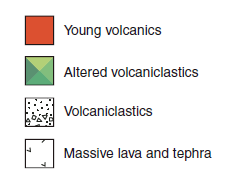 Young volcanics
Altered volcaniclastics
Volcaniclastics
Massive lava and tephra